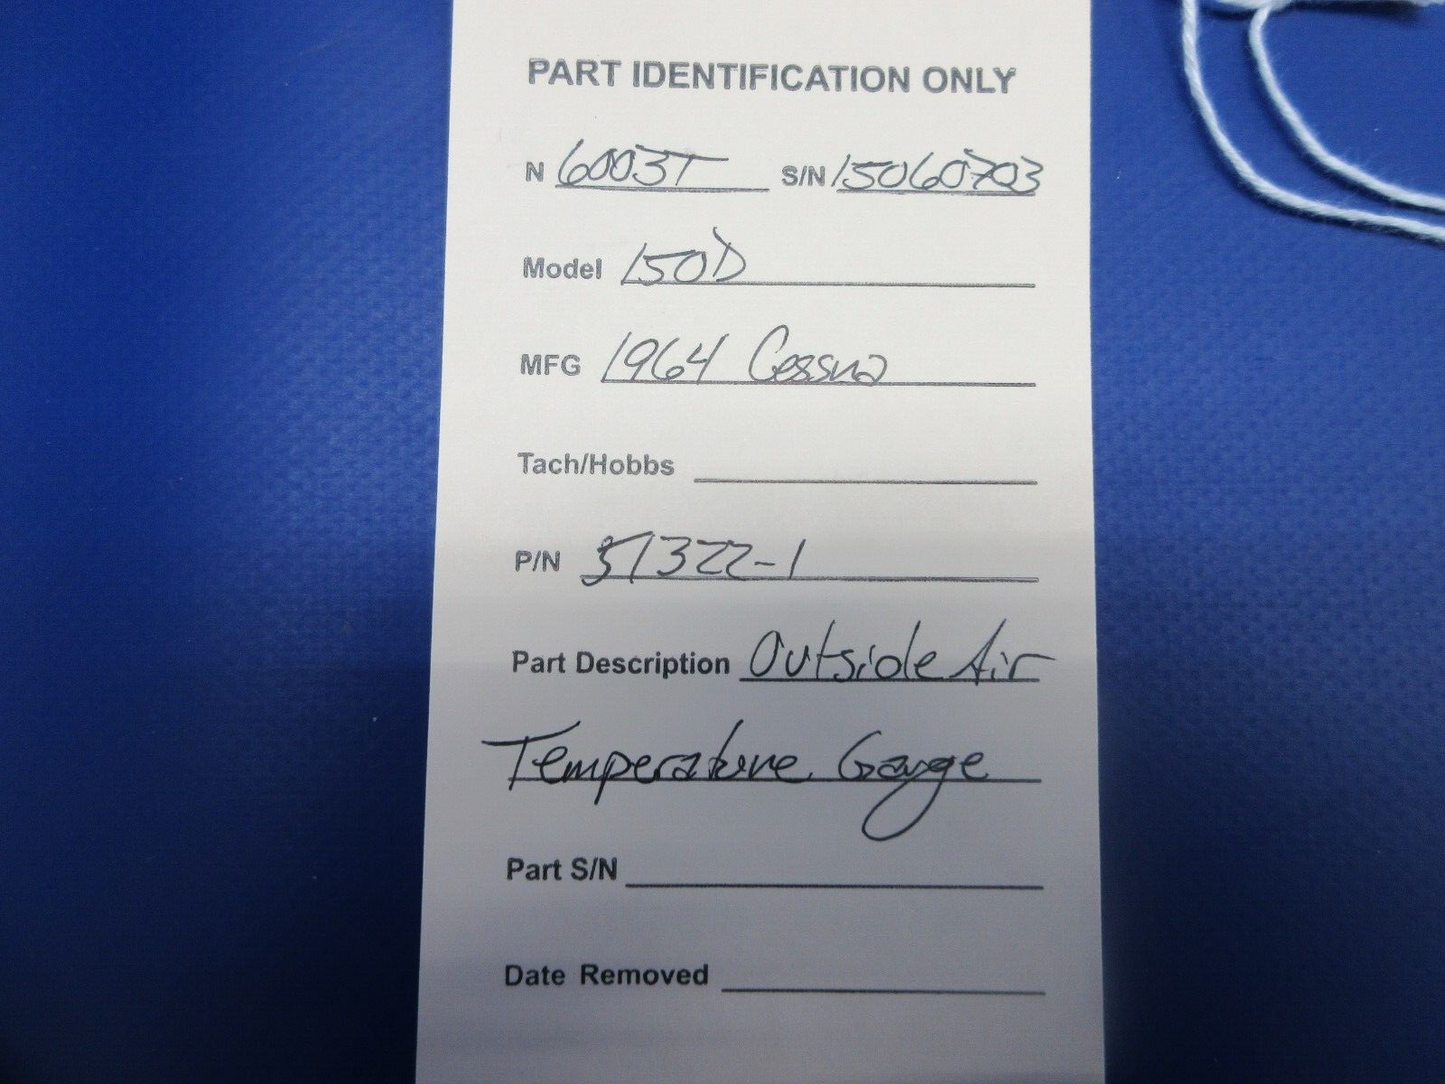 PART IDENTIFICATION ONLY
N 6003T S/N 15060703
Model 150D
MFG 1964 Cessna
Tach/Hobbs
P/N 51322-1
Part Description Outside Air
Temperature Gauge
Part S/N
Date Removed